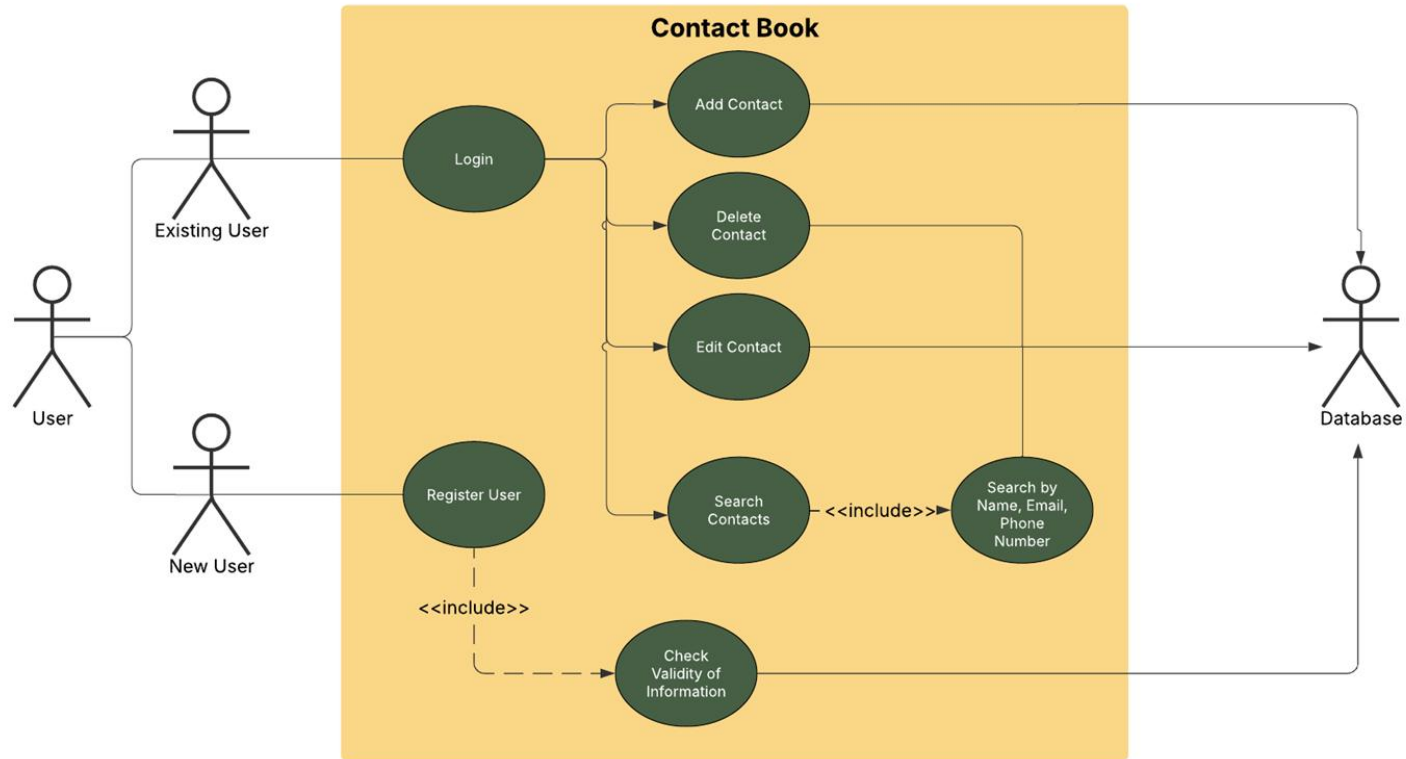 Contact Book
Add Contact
Login
Delete
Contact
Existing User
Edit Contact
User
Database
Register User
Search
Contacts
<<include>>
Search by
Name, Email,
Phone
Number
New User
<<include>>
Check
Validity of
Information